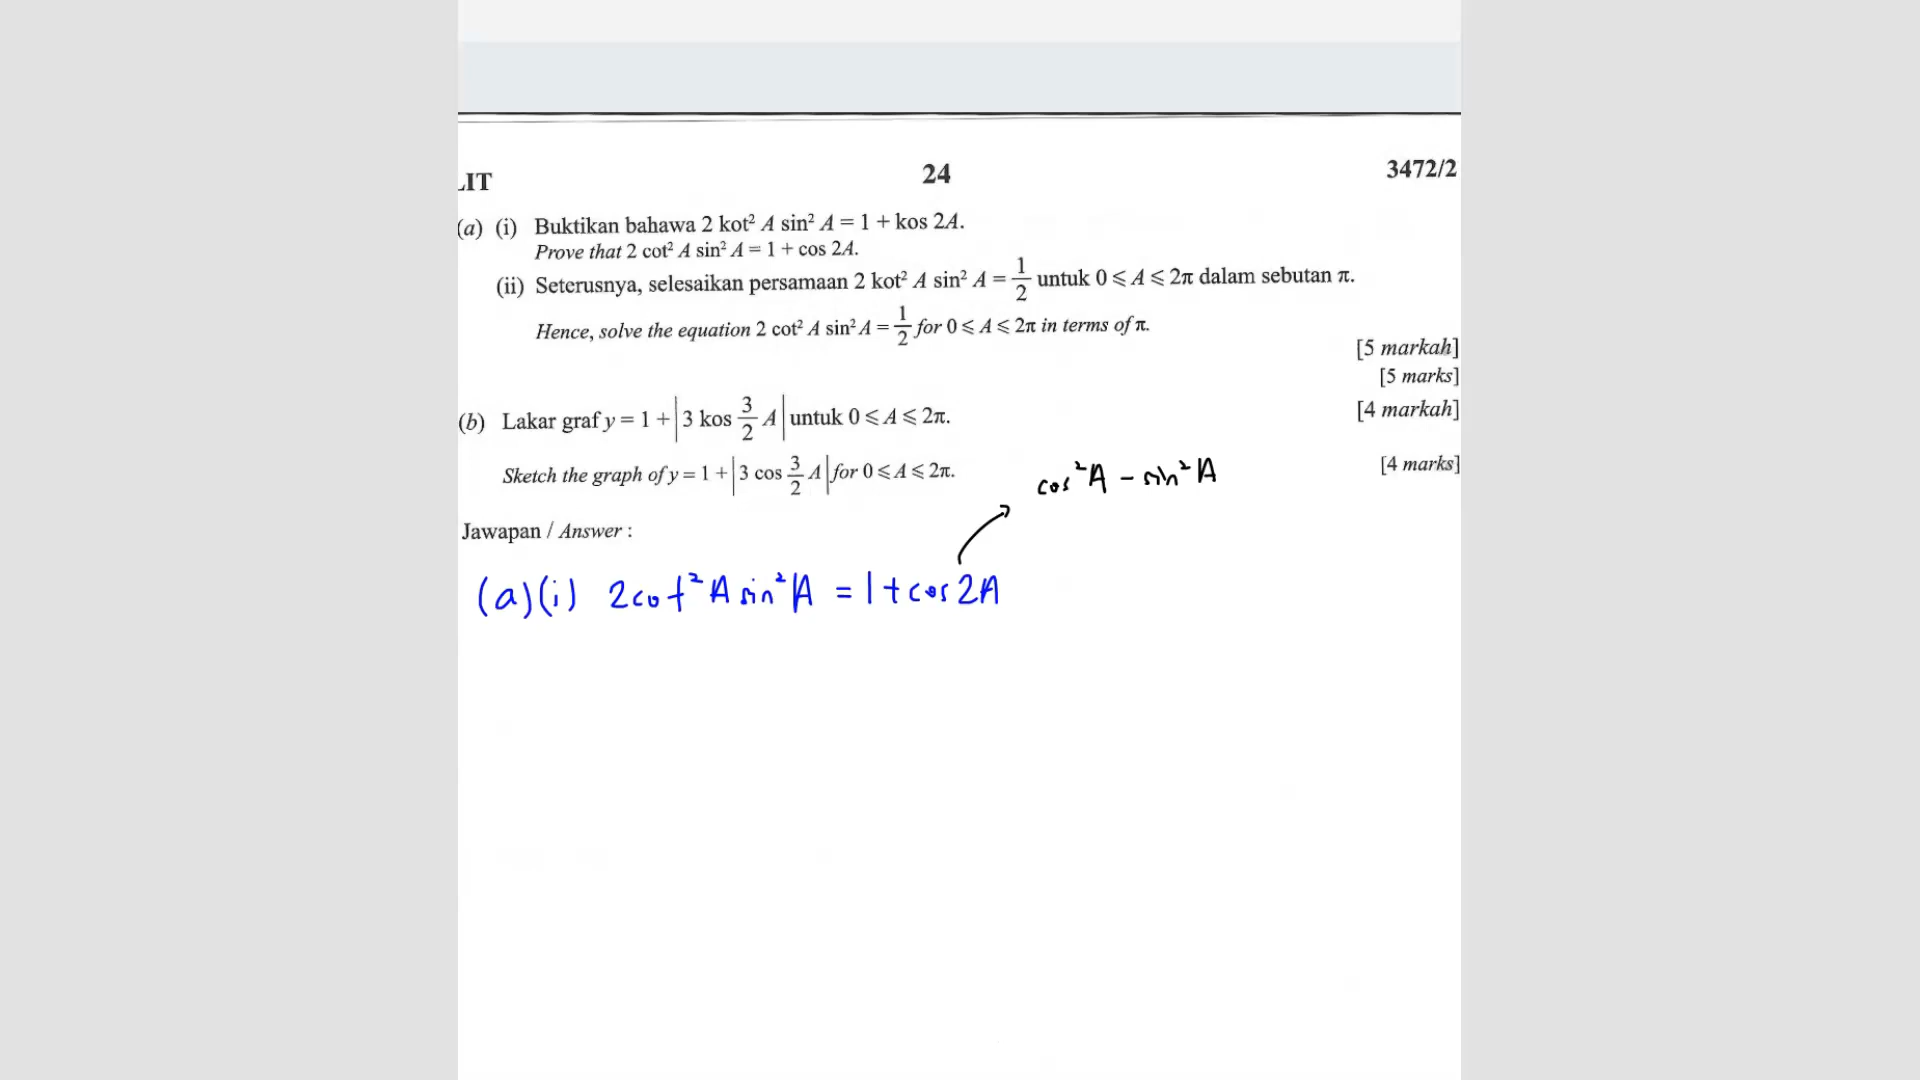 LIT 24 3472/2
(a) (i) Buktikan bahawa 2 kot² A sin² A = 1 + kos 2A.
Prove that 2 cot² A sin² A = 1 + cos 2A.
(ii) Seterusnya, selesaikan persamaan 2 kot² A sin² A = 1/2 untuk 0 ⩽ A ⩽ 2π dalam sebutan π.
Hence, solve the equation 2 cot² A sin² A = 1/2 for 0 ⩽ A ⩽ 2π in terms of π.
[5 markah]
[5 marks]
(b) Lakar graf y = 1 + |3 kos 3/2 A| untuk 0 ⩽ A ⩽ 2π. [4 markah]
Sketch the graph of y = 1 + |3 cos 3/2 A| for 0 ⩽ A ⩽ 2π. [4 marks]
cos²A − sin²A
Jawapan / Answer :
(a)(i) 2cot²A sin²A = 1 + cos 2A